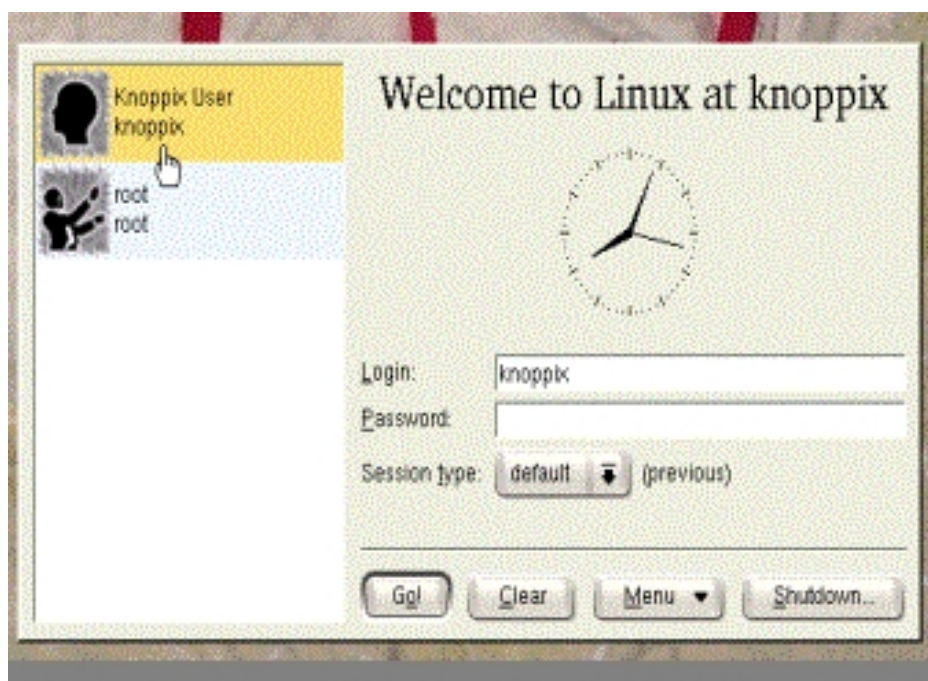 Knoppix User
knoppix
root
root
Welcome to Linux at knoppix
Login:
knoppix
Password:
Session type:
default
(previous)
Go!
Clear
Menu
Shutdown...